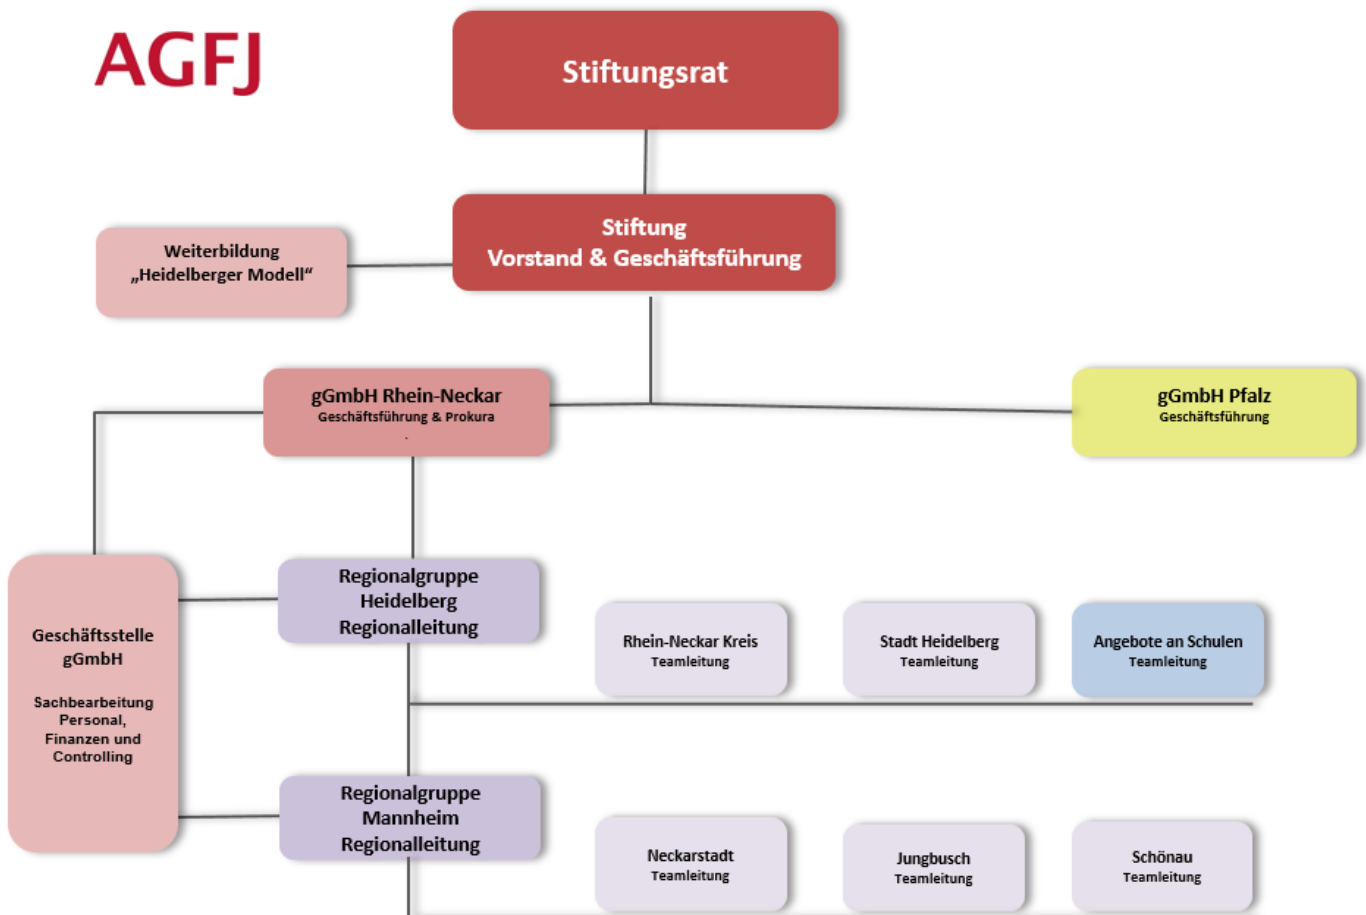 AGFJ
Stiftungsrat
Stiftung
Vorstand & Geschäftsführung
Weiterbildung
„Heidelberger Modell“
gGmbH Rhein-Neckar
Geschäftsführung & Prokura
.
gGmbH Pfalz
Geschäftsführung
Geschäftsstelle
gGmbH
Sachbearbeitung
Personal,
Finanzen und
Controlling
Regionalgruppe
Heidelberg
Regionalleitung
Rhein-Neckar Kreis
Teamleitung
Stadt Heidelberg
Teamleitung
Angebote an Schulen
Teamleitung
Regionalgruppe
Mannheim
Regionalleitung
Neckarstadt
Teamleitung
Jungbusch
Teamleitung
Schönau
Teamleitung